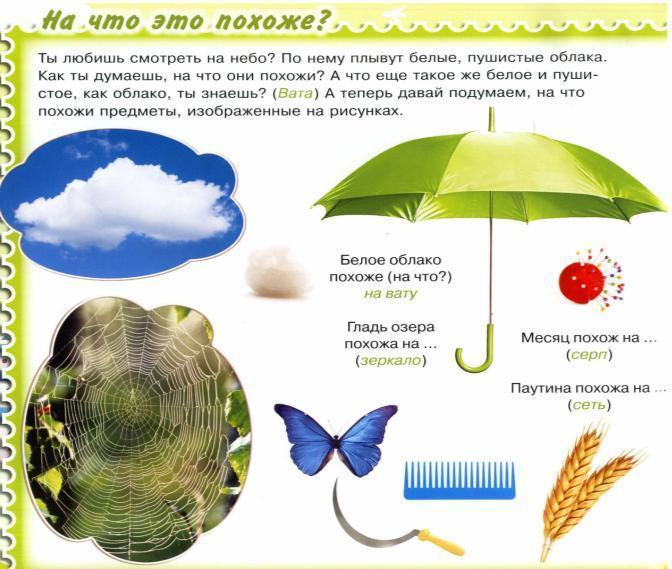 На что это похоже?
Ты любишь смотреть на небо? По нему плывут белые, пушистые облака.
Как ты думаешь, на что они похожи? А что еще такое же белое и пуши-
стое, как облако, ты знаешь? (Вата) А теперь давай подумаем, на что
похожи предметы, изображенные на рисунках.
Белое облако
похоже (на что?)
на вату
Гладь озера
похожа на ...
(зеркало)
Месяц похож на ...
(серп)
Паутина похожа на ...
(сеть)